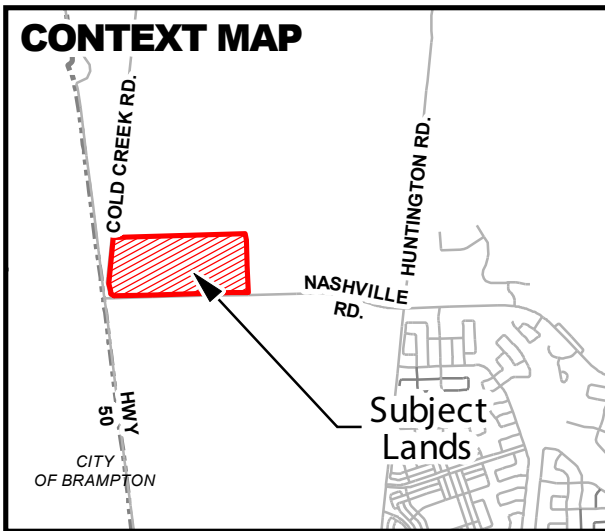 CONTEXT MAP
COLD CREEK RD.
HUNTINGTON RD.
NASHVILLE
RD.
HWY
50
Subject
Lands
CITY
OF BRAMPTON